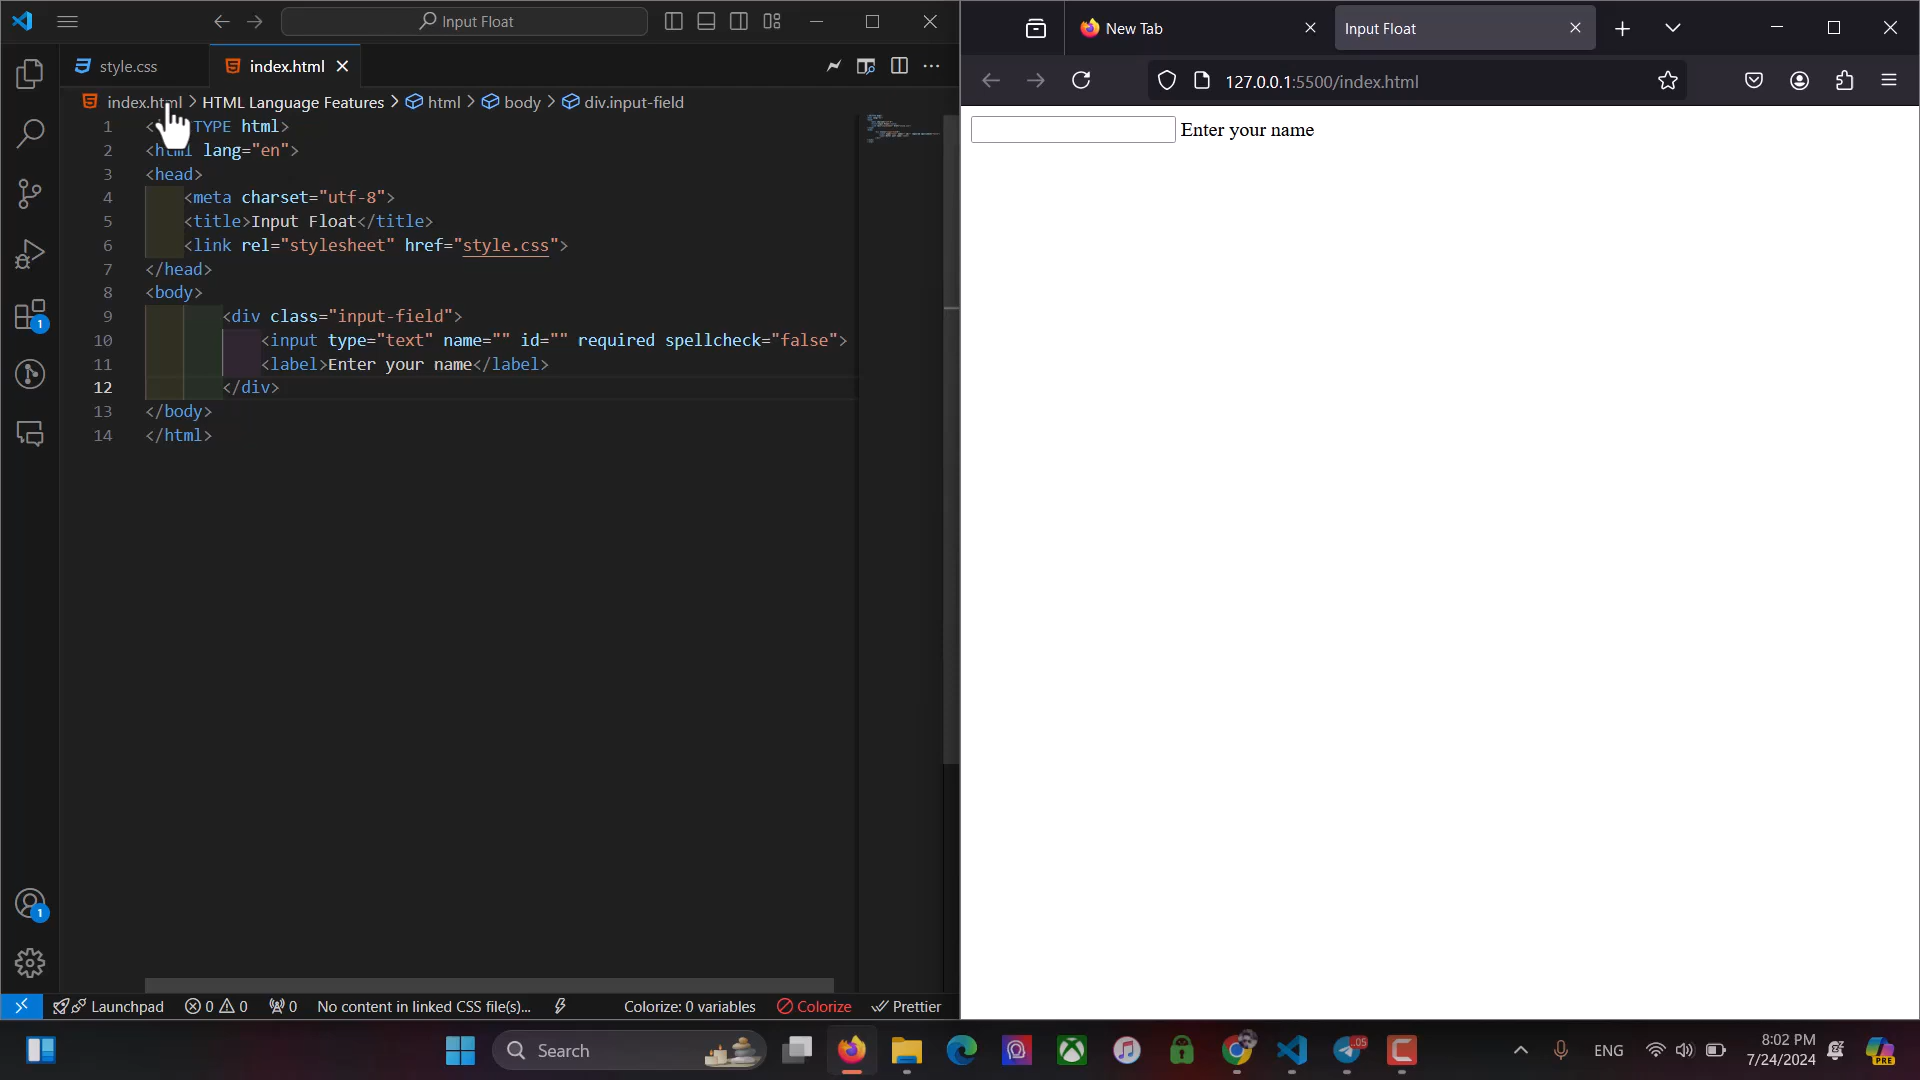 Input Float
style.css
index.html
index.html > HTML Language Features > html > body > div.input-field
1 < TYPE html>
2 <html lang="en">
3 <head>
4 <meta charset="utf-8">
5 <title>Input Float</title>
6 <link rel="stylesheet" href="style.css">
7 </head>
8 <body>
9 <div class="input-field">
10 <input type="text" name="" id="" required spellcheck="false">
11 <label>Enter your name</label>
12 </div>
13 </body>
14 </html>
1
1
Launchpad 0 0 0 No content in linked CSS file(s)... Colorize: 0 variables Colorize Prettier
New Tab
Input Float
127.0.0.1:5500/index.html
Enter your name
Search
.05
ENG
8:02 PM
7/24/2024
PRE